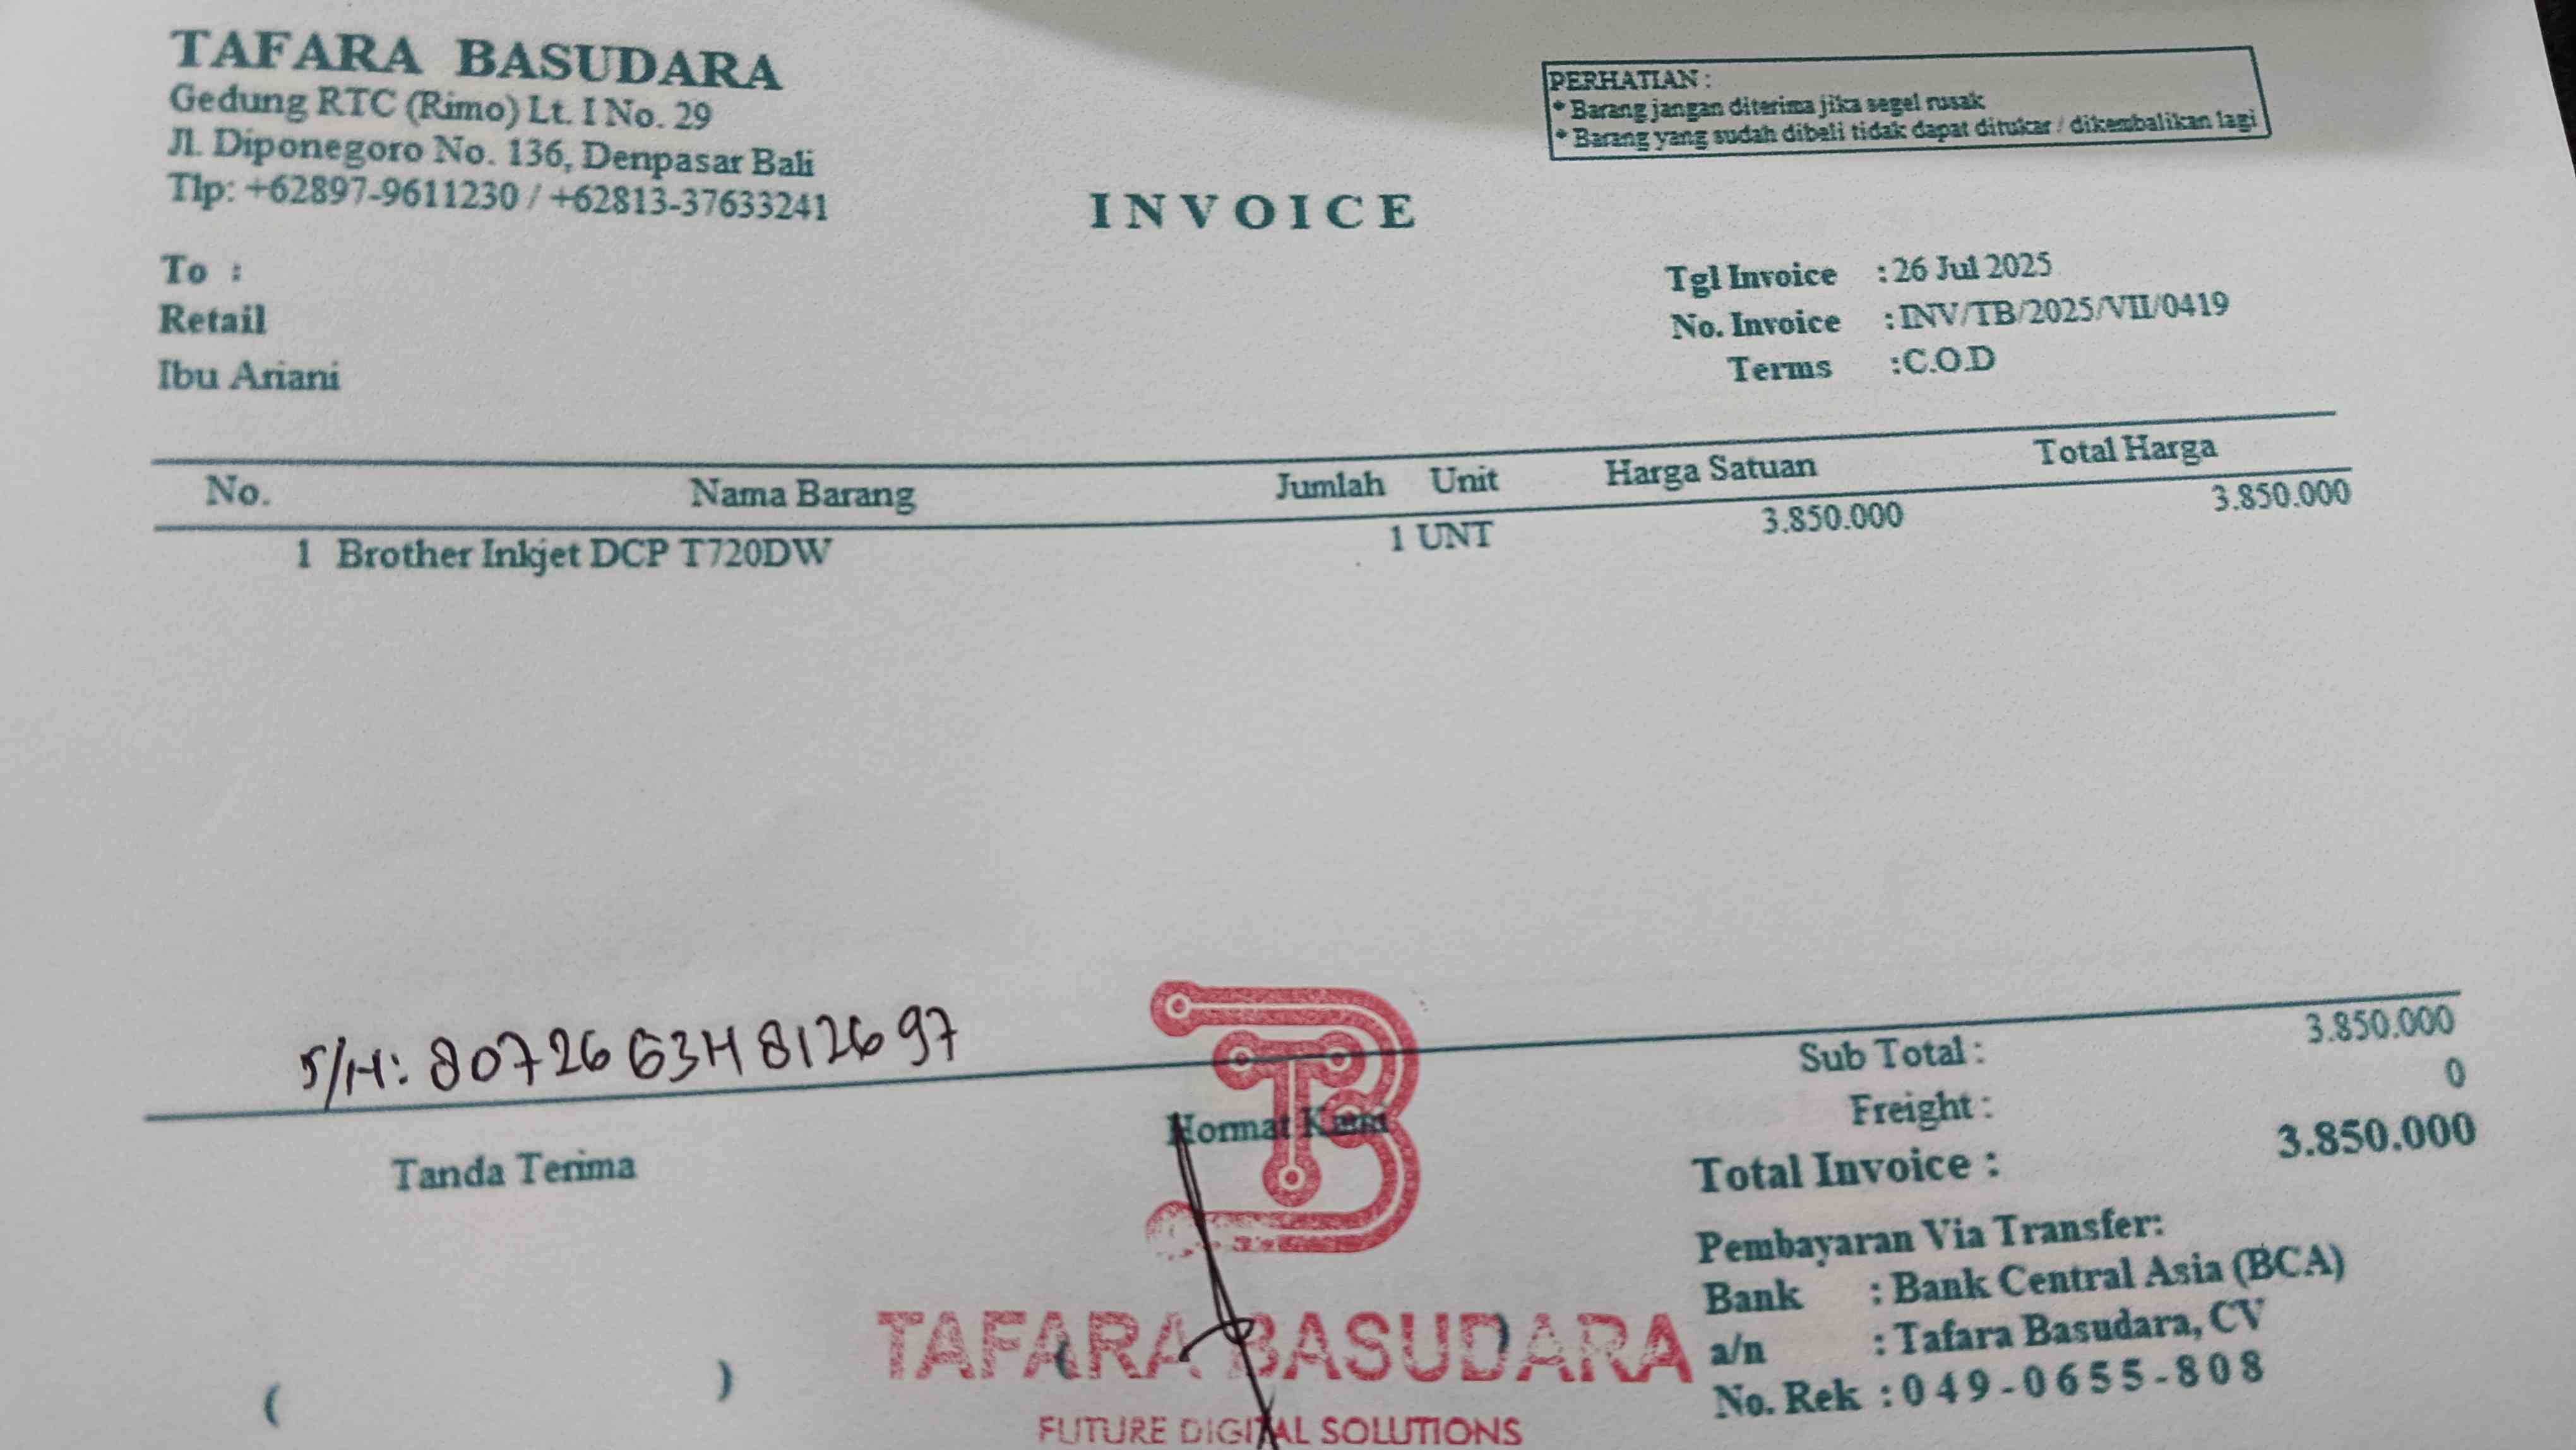 TAFARA BASUDARA
Gedung RTC (Rimo) Lt. I No. 29
Jl. Diponegoro No. 136, Denpasar Bali
Tlp: +62897-9611230 / +62813-37633241
PERHATIAN :
* Barang jangan diterima jika segel rusak
* Barang yang sudah dibeli tidak dapat ditukar / dikembalikan lagi
INVOICE
To :
Retail
Ibu Ariani
Tgl Invoice : 26 Jul 2025
No. Invoice : INV/TB/2025/VII/0419
Terms : C.O.D
No. Nama Barang Jumlah Unit Harga Satuan Total Harga
1 Brother Inkjet DCP T720DW 1 UNT 3.850.000 3.850.000
S/N: 80726G3H812697
Sub Total : 3.850.000
Freight : 0
Total Invoice : 3.850.000
Tanda Terima
Hormat Kami
Pembayaran Via Transfer:
Bank : Bank Central Asia (BCA)
a/n : Tafara Basudara, CV
No. Rek : 049-0655-808
( )
( )
TB
TAFARA BASUDARA
FUTURE DIGITAL SOLUTIONS